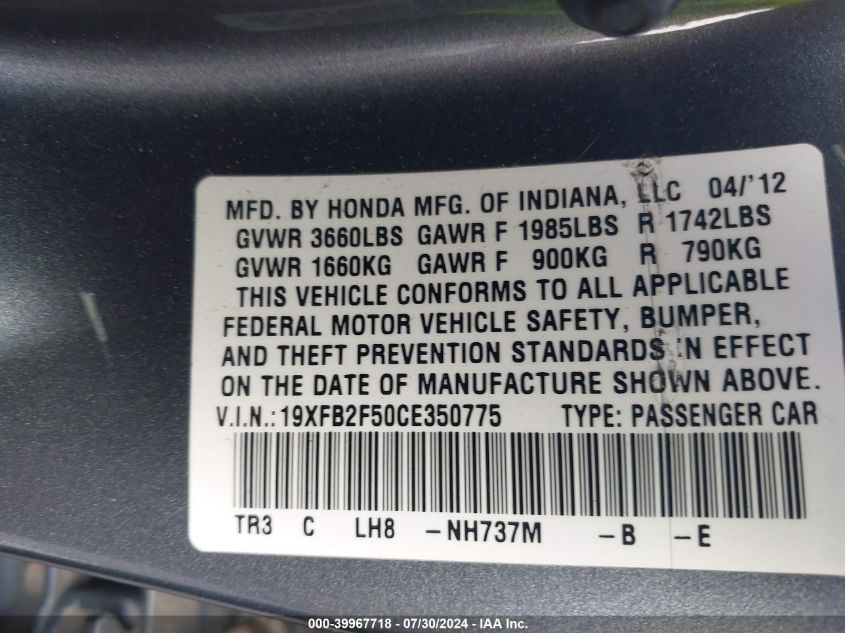 MFD. BY HONDA MFG. OF INDIANA, LLC 04/'12
GVWR 3660LBS GAWR F 1985LBS R 1742LBS
GVWR 1660KG GAWR F 900KG R 790KG
THIS VEHICLE CONFORMS TO ALL APPLICABLE
FEDERAL MOTOR VEHICLE SAFETY, BUMPER,
AND THEFT PREVENTION STANDARDS IN EFFECT
ON THE DATE OF MANUFACTURE SHOWN ABOVE.
V.I.N.: 19XFB2F50CE350775 TYPE: PASSENGER CAR
TR3 C LH8 -NH737M -B -E
000-39967718 / 07/30/2024 - IAA Inc.